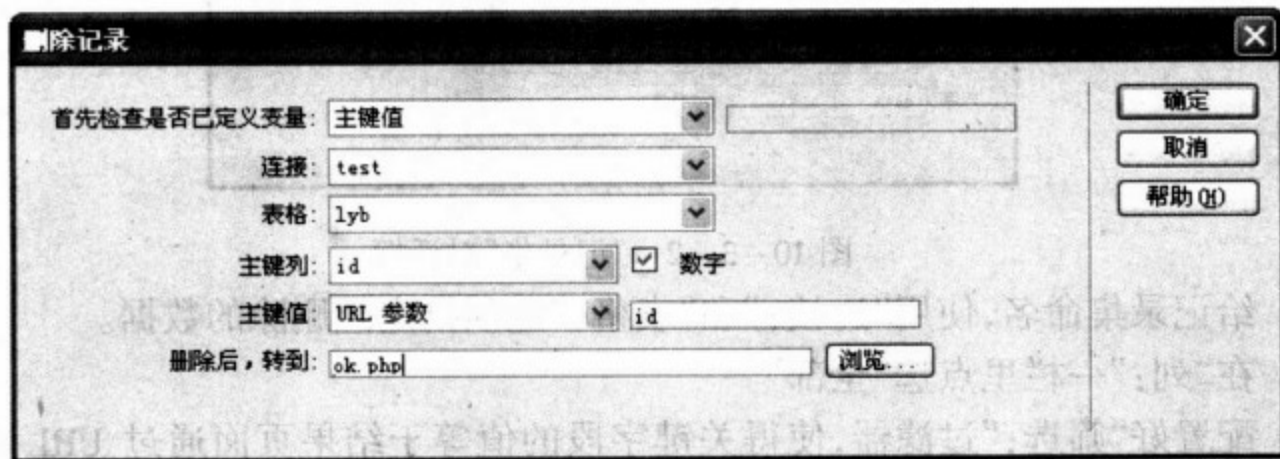 删除记录
首先检查是否已定义变量: 主键值
确定
连接: test
取消
表格: lyb
帮助(H)
主键列: id 数字
主键值: URL 参数 id
删除后，转到: ok.php 浏览...